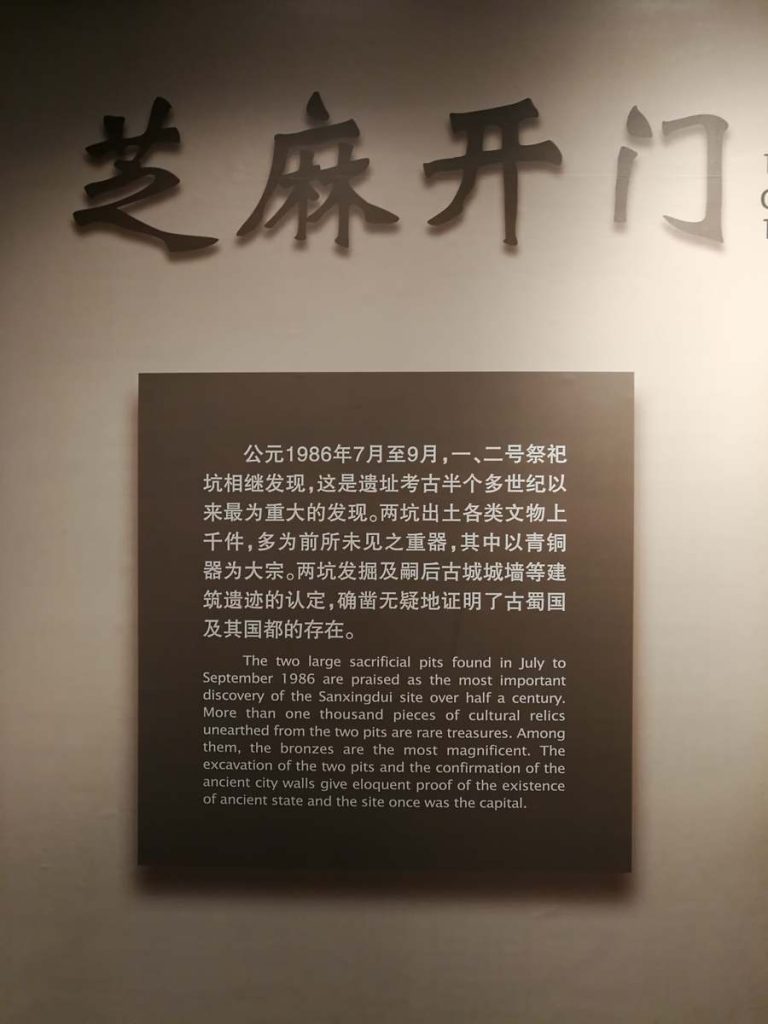 芝麻开门
公元1986年7月至9月,一、二号祭祀
坑相继发现,这是遗址考古半个多世纪以
来最为重大的发现。两坑出土各类文物上
千件,多为前所未见之重器,其中以青铜
器为大宗。两坑发掘及嗣后古城城墙等建
筑遗迹的认定,确凿无疑地证明了古蜀国
及其国都的存在。
The two large sacrificial pits found in July to
September 1986 are praised as the most important
discovery of the Sanxingdui site over half a century.
More than one thousand pieces of cultural relics
unearthed from the two pits are rare treasures. Among
them, the bronzes are the most magnificent. The
excavation of the two pits and the confirmation of the
ancient city walls give eloquent proof of the existence
of ancient state and the site once was the capital.